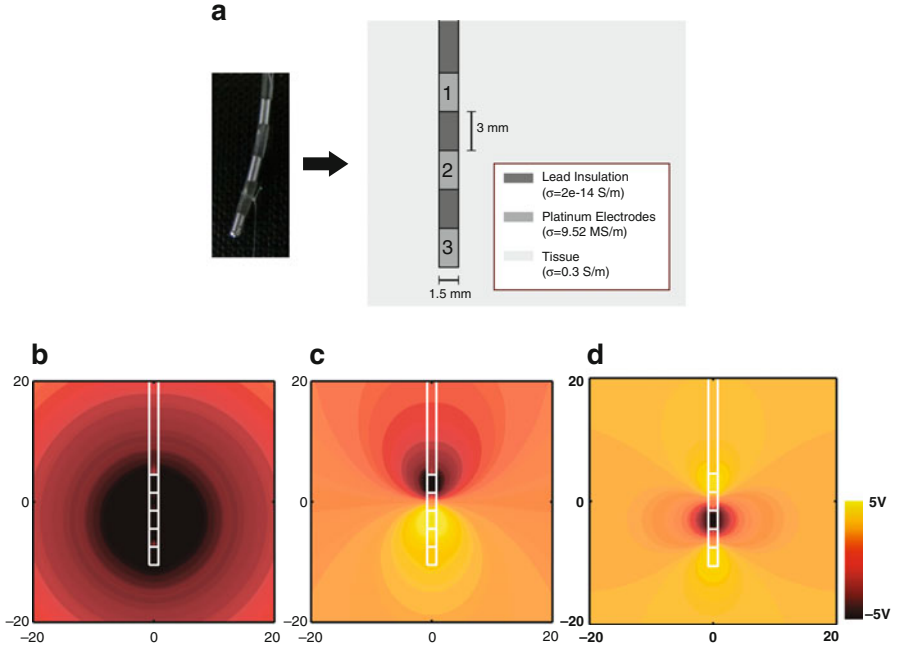 a
1
3 mm
2
3
1.5 mm
Lead Insulation
(σ=2e-14 S/m)
Platinum Electrodes
(σ=9.52 MS/m)
Tissue
(σ=0.3 S/m)
b
c
d
20
0
−20
−20
0
20
20
0
−20
−20
0
20
20
0
−20
−20
0
20
5V
−5V